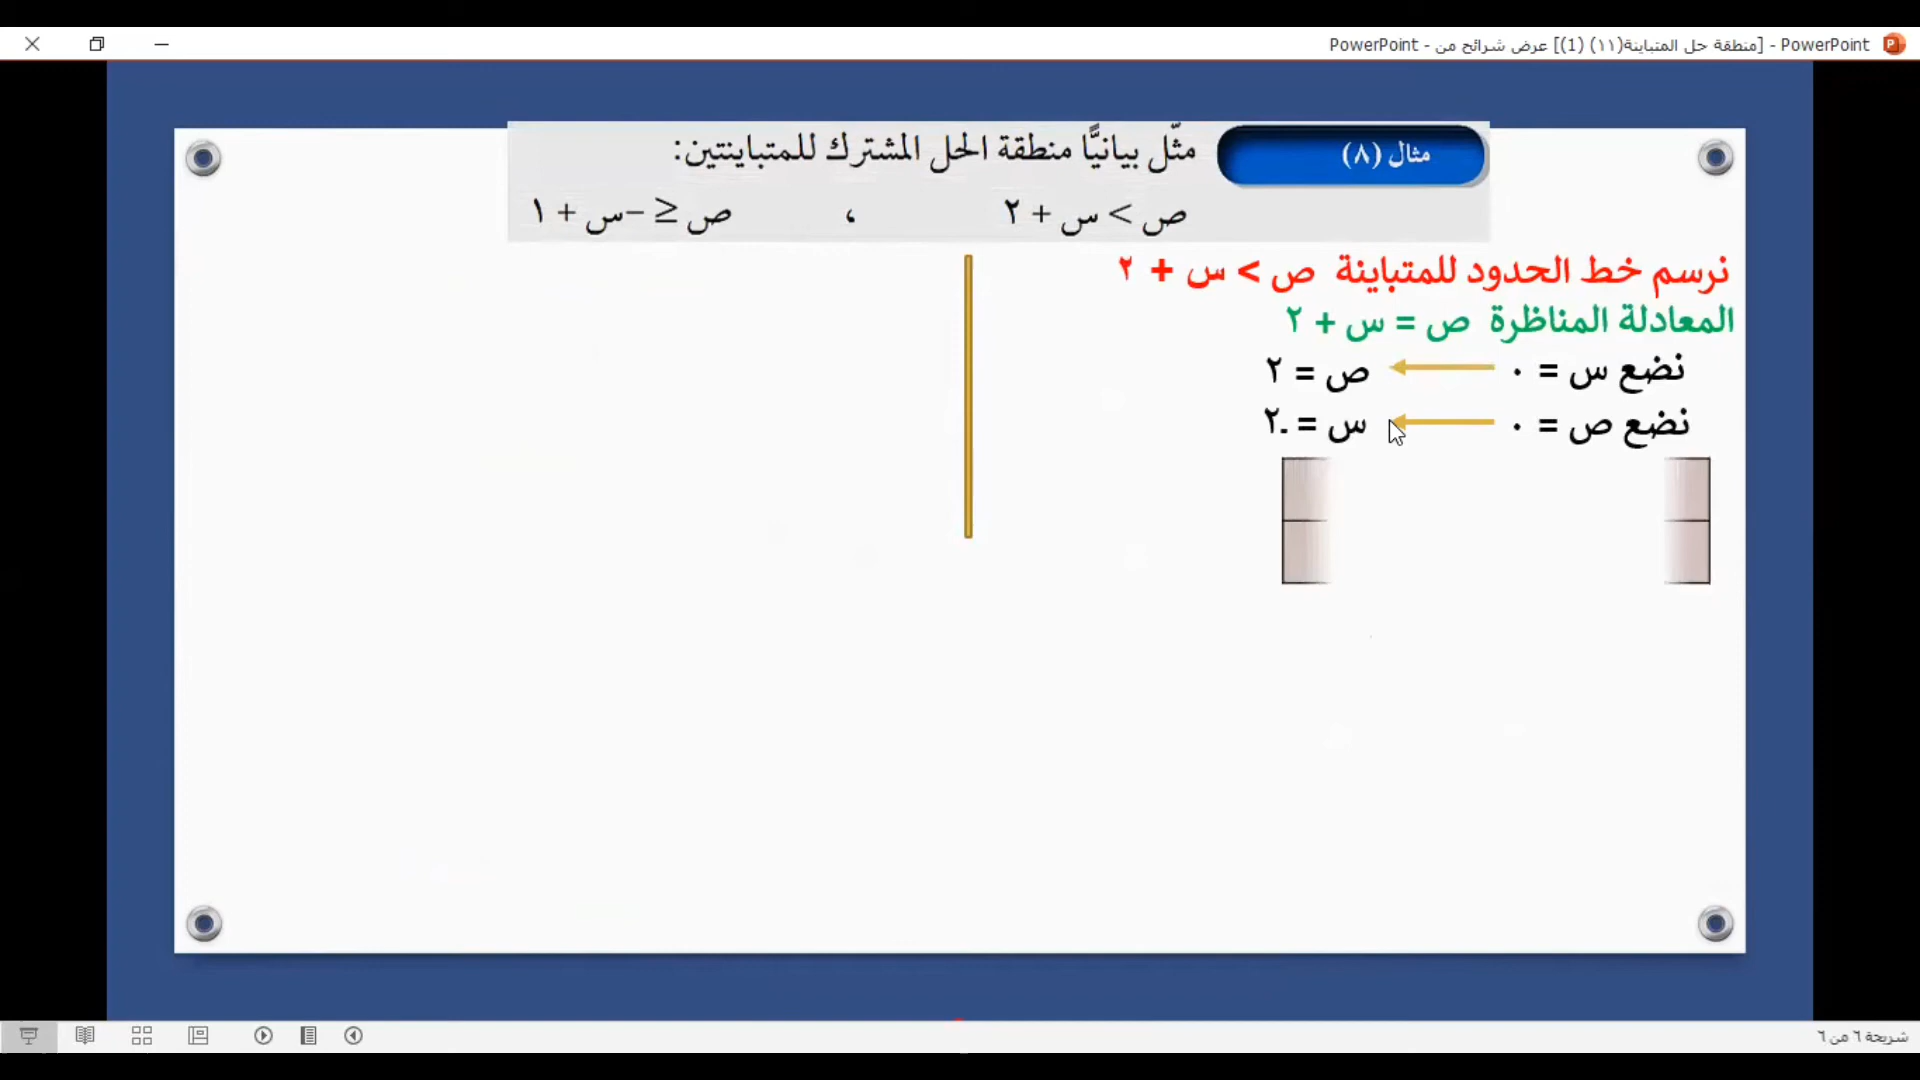 [منطقة حل المتباينة(١١) (1)] عرض شرائح من - PowerPoint - PowerPoint
مثال (٨)
مثّل بيانيًّا منطقة الحل المشترك للمتباينتين:
ص < س + ٢ ، ص ≤ −س + ١
نرسم خط الحدود للمتباينة ص < س + ٢
المعادلة المناظرة ص = س + ٢
نضع س = ٠ ص = ٢
نضع ص = ٠ س = -٢
شريحة ٦ من ٦